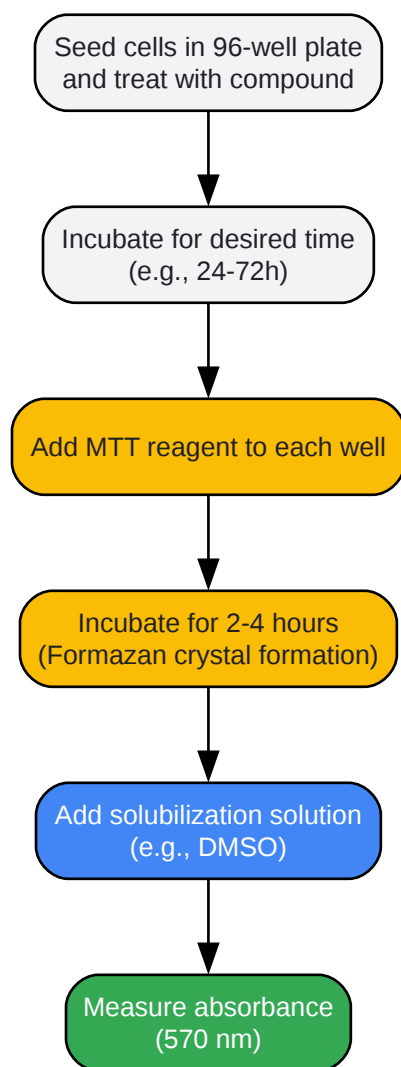 Seed cells in 96-well plate
and treat with compound
Incubate for desired time
(e.g., 24-72h)
Add MTT reagent to each well
Incubate for 2-4 hours
(Formazan crystal formation)
Add solubilization solution
(e.g., DMSO)
Measure absorbance
(570 nm)